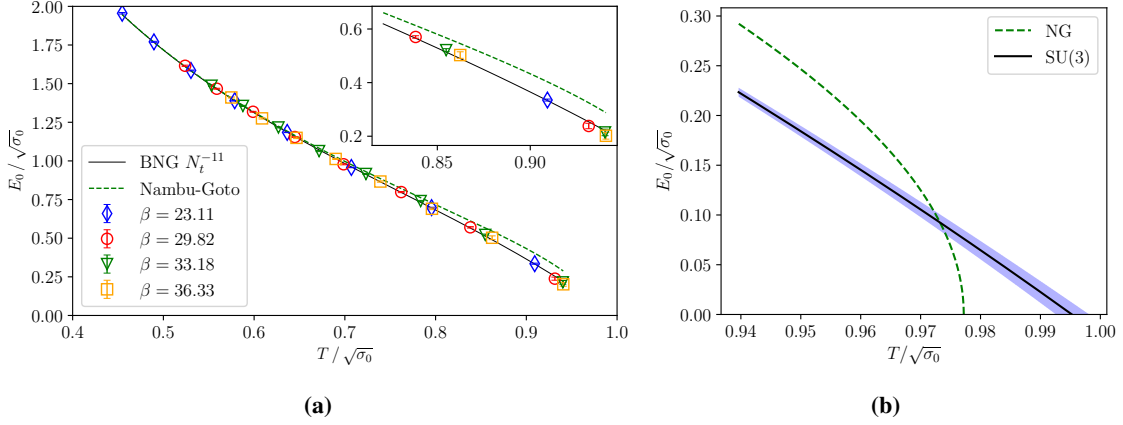 2.00
1.75
1.50
1.25
1.00
0.75
0.50
0.25
0.00
E₀/√σ₀
0.4 0.5 0.6 0.7 0.8 0.9 1.0
T/√σ₀
BNG N_t^{-11}
Nambu-Goto
β = 23.11
β = 29.82
β = 33.18
β = 36.33
0.6
0.4
0.2
0.85 0.90
(a)
0.30
0.25
0.20
0.15
0.10
0.05
0.00
E₀/√σ₀
0.94 0.95 0.96 0.97 0.98 0.99 1.00
T/√σ₀
NG
SU(3)
(b)